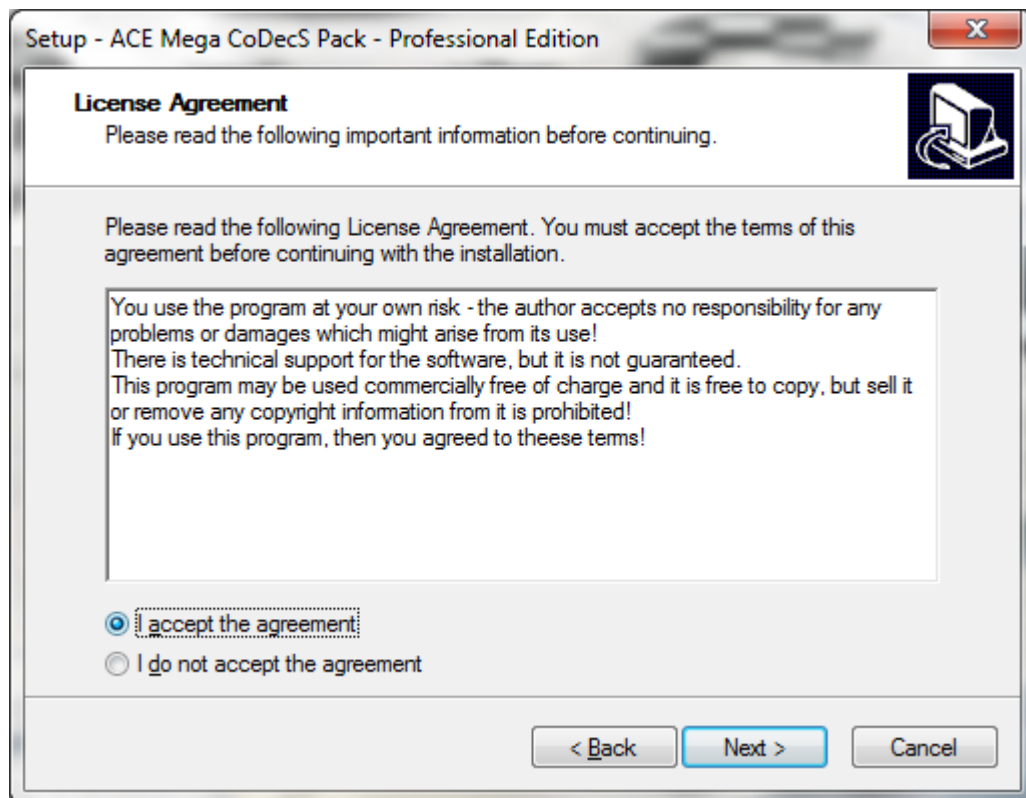 Setup - ACE Mega CoDecS Pack - Professional Edition
License Agreement
Please read the following important information before continuing.
Please read the following License Agreement. You must accept the terms of this
agreement before continuing with the installation.
You use the program at your own risk - the author accepts no responsibility for any
problems or damages which might arise from its use!
There is technical support for the software, but it is not guaranteed.
This program may be used commercially free of charge and it is free to copy, but sell it
or remove any copyright information from it is prohibited!
If you use this program, then you agreed to theese terms!
I accept the agreement
I do not accept the agreement
< Back Next > Cancel